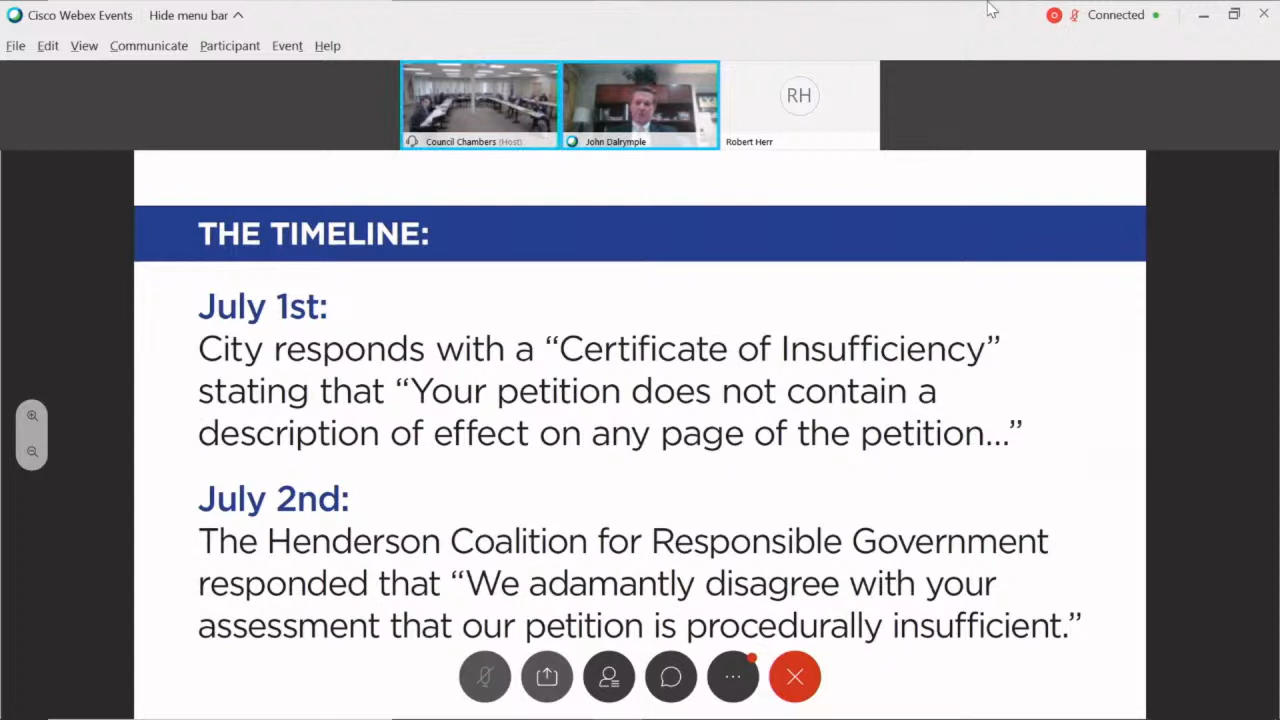 Cisco Webex Events Hide menu bar Connected
File Edit View Communicate Participant Event Help
RH
Council Chambers (Host) John Dalrymple Robert Herr
THE TIMELINE:
July 1st:
City responds with a “Certificate of Insufficiency”
stating that “Your petition does not contain a
description of effect on any page of the petition...”
July 2nd:
The Henderson Coalition for Responsible Government
responded that “We adamantly disagree with your
assessment that our petition is procedurally insufficient.”